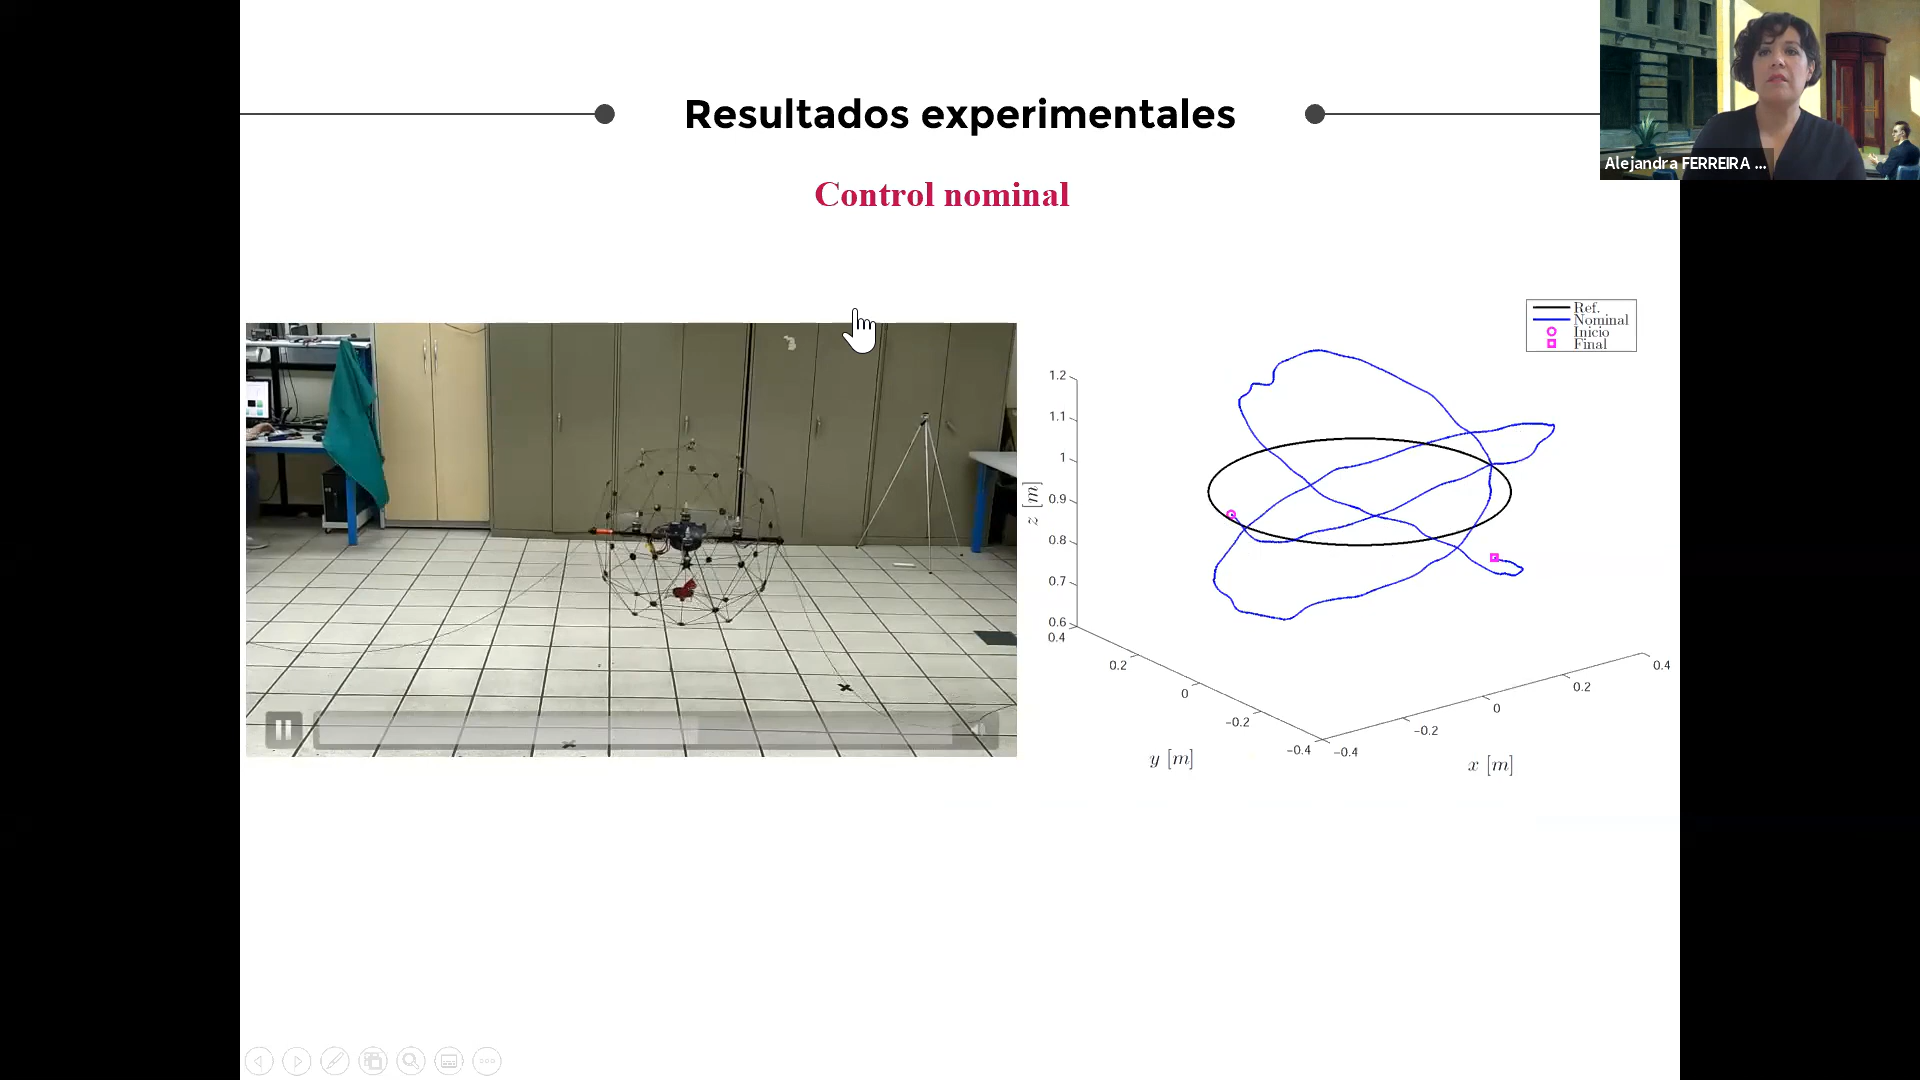 Resultados experimentales
Alejandra FERREIRA ...
Control nominal
Ref.
Nominal
Inicio
Final
1.2
1.1
1
0.9
0.8
0.7
0.6
z [m]
0.4
0.2
0
−0.2
−0.4
y [m]
−0.4
−0.2
0
0.2
0.4
x [m]